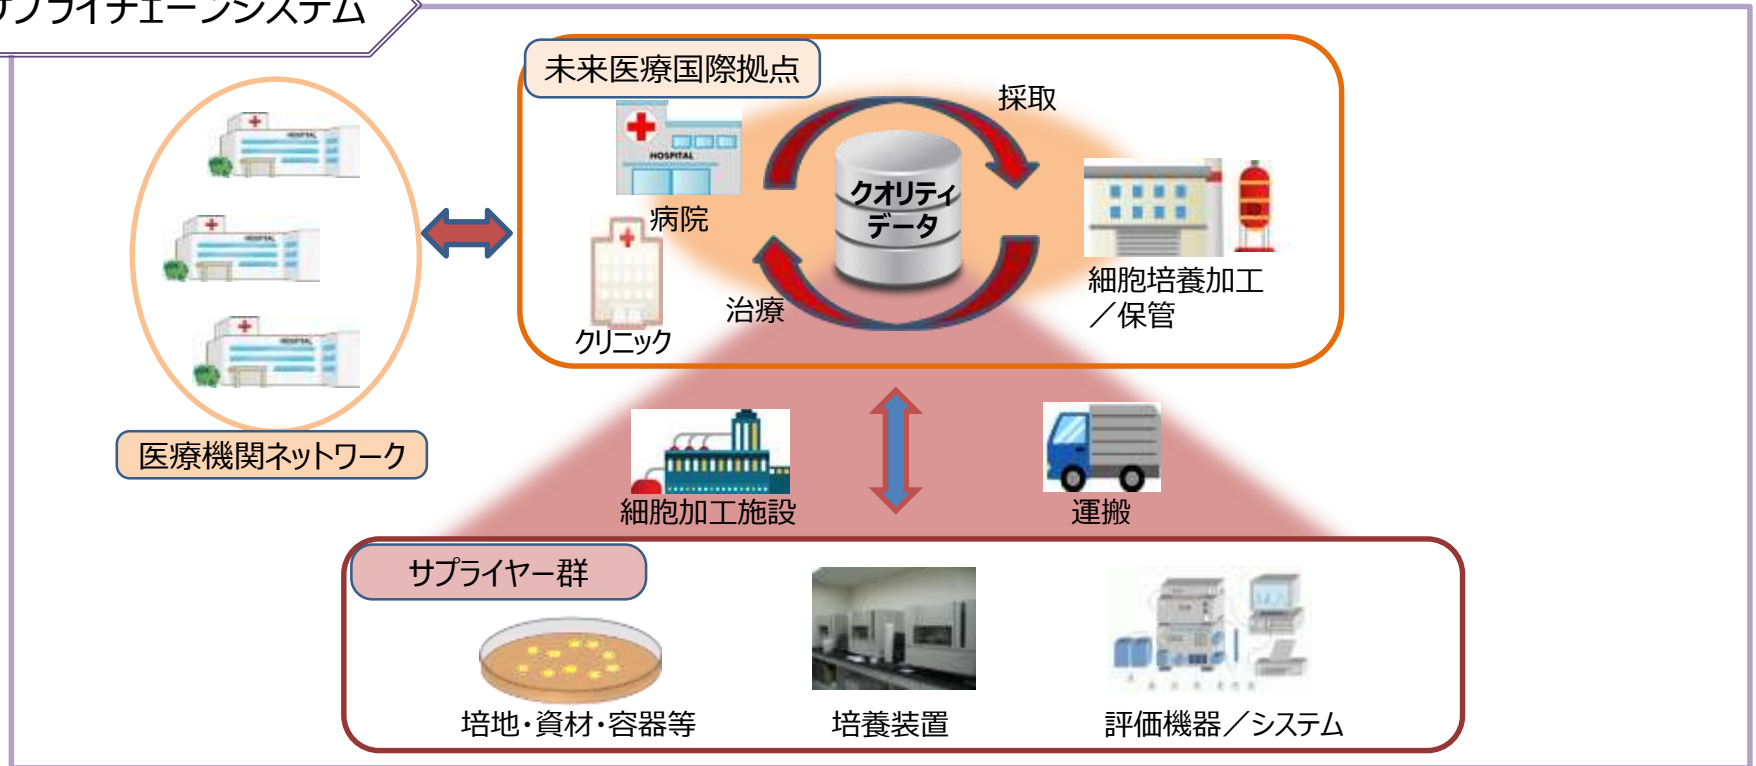 サプライチェーンシステム
未来医療国際拠点
採取
HOSPITAL
病院
クオリティ
データ
細胞培養加工
／保管
治療
クリニック
HOSPITAL
HOSPITAL
HOSPITAL
医療機関ネットワーク
細胞加工施設
運搬
サプライヤー群
培地・資材・容器等
培養装置
評価機器／システム